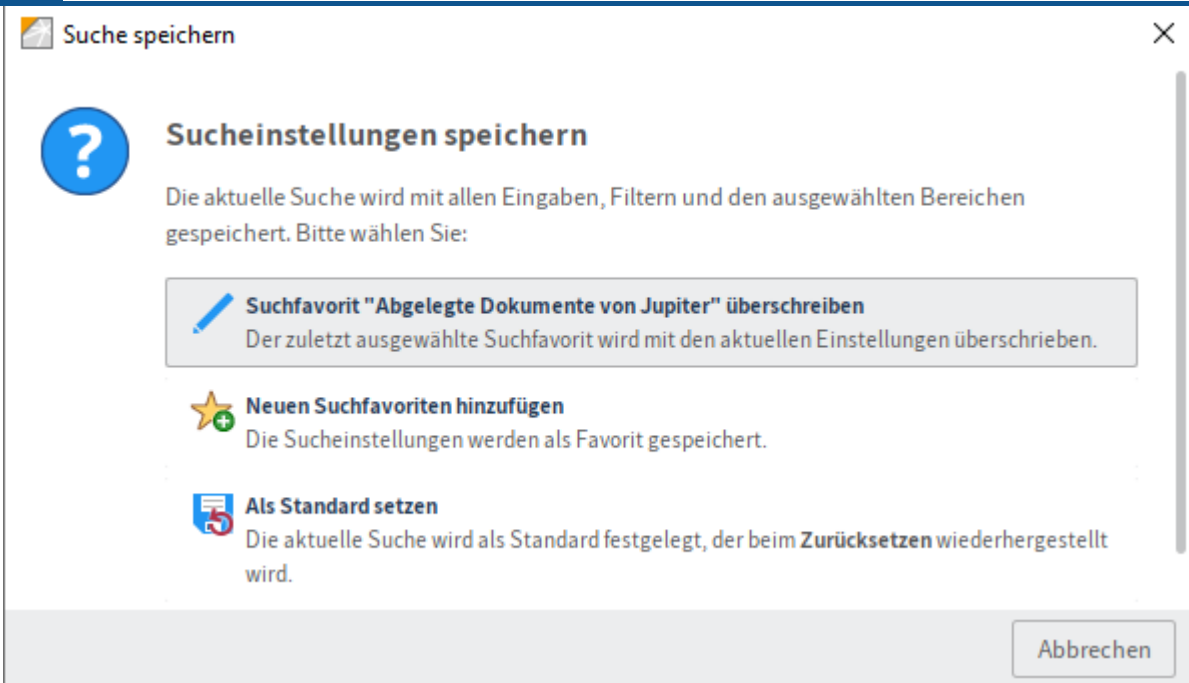 Suche speichern
Sucheinstellungen speichern
Die aktuelle Suche wird mit allen Eingaben, Filtern und den ausgewählten Bereichen
gespeichert. Bitte wählen Sie:
Suchfavorit "Abgelegte Dokumente von Jupiter" überschreiben
Der zuletzt ausgewählte Suchfavorit wird mit den aktuellen Einstellungen überschrieben.
Neuen Suchfavoriten hinzufügen
Die Sucheinstellungen werden als Favorit gespeichert.
Als Standard setzen
Die aktuelle Suche wird als Standard festgelegt, der beim Zurücksetzen wiederhergestellt
wird.
Abbrechen